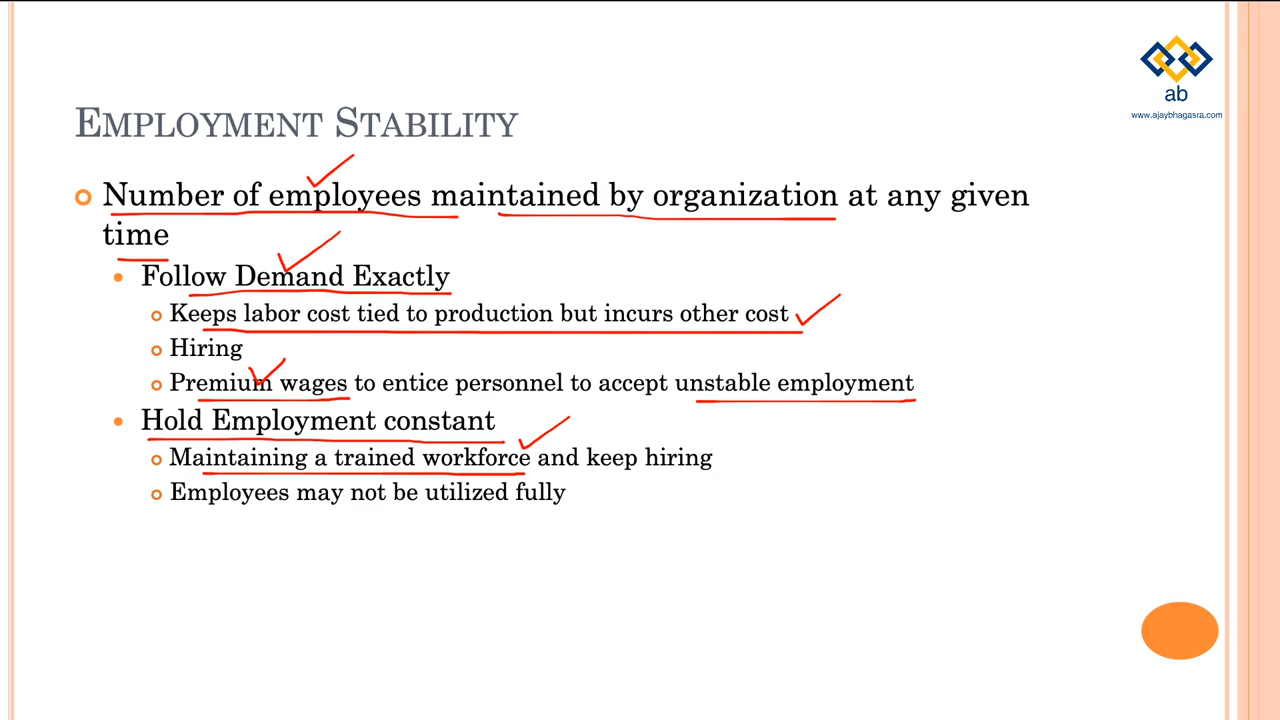 ab
www.ajaybhagasra.com
EMPLOYMENT STABILITY
Number of employees maintained by organization at any given
time
Follow Demand Exactly
Keeps labor cost tied to production but incurs other cost
Hiring
Premium wages to entice personnel to accept unstable employment
Hold Employment constant
Maintaining a trained workforce and keep hiring
Employees may not be utilized fully